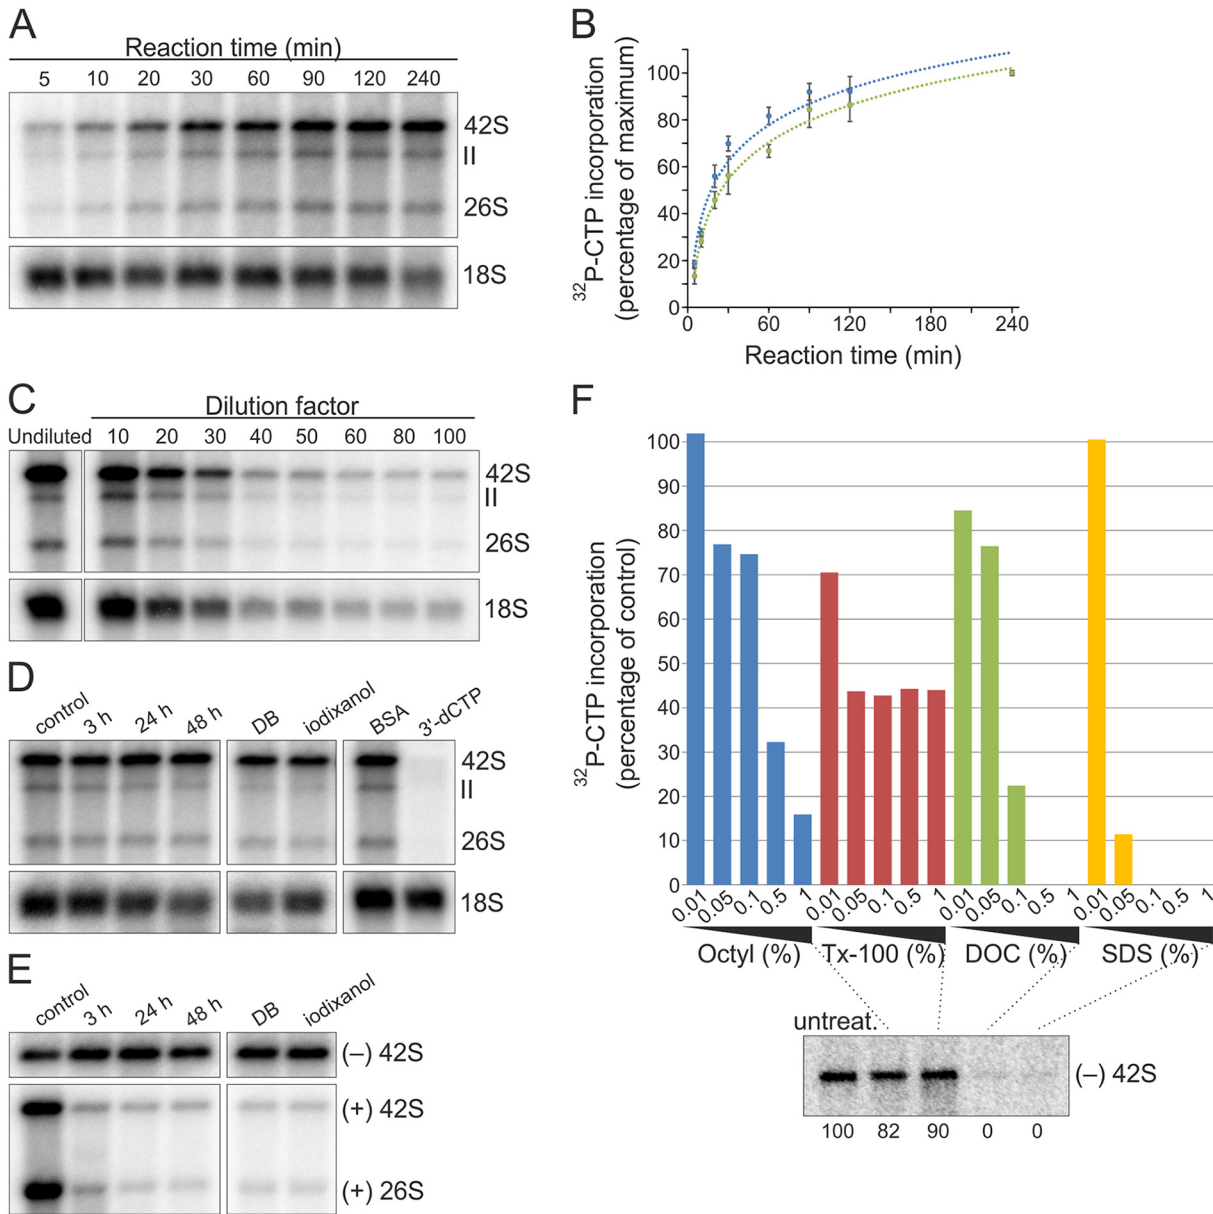 A
Reaction time (min)
5 10 20 30 60 90 120 240
42S
II
26S
18S
B
³²P-CTP incorporation
(percentage of maximum)
100
80
60
40
20
0
0 60 120 180 240
Reaction time (min)
C
Dilution factor
Undiluted 10 20 30 40 50 60 80 100
42S
II
26S
18S
D
control 3 h 24 h 48 h DB iodixanol BSA 3'-dCTP
42S
II
26S
18S
E
control 3 h 24 h 48 h DB iodixanol
(–) 42S
(+) 42S
(+) 26S
F
³²P-CTP incorporation
(percentage of control)
100
90
80
70
60
50
40
30
20
10
0
0.01 0.05 0.1 0.5 1 0.01 0.05 0.1 0.5 1 0.01 0.05 0.1 0.5 1 0.01 0.05 0.1 0.5 1
Octyl (%) Tx-100 (%) DOC (%) SDS (%)
untreat.
(–) 42S
100 82 90 0 0